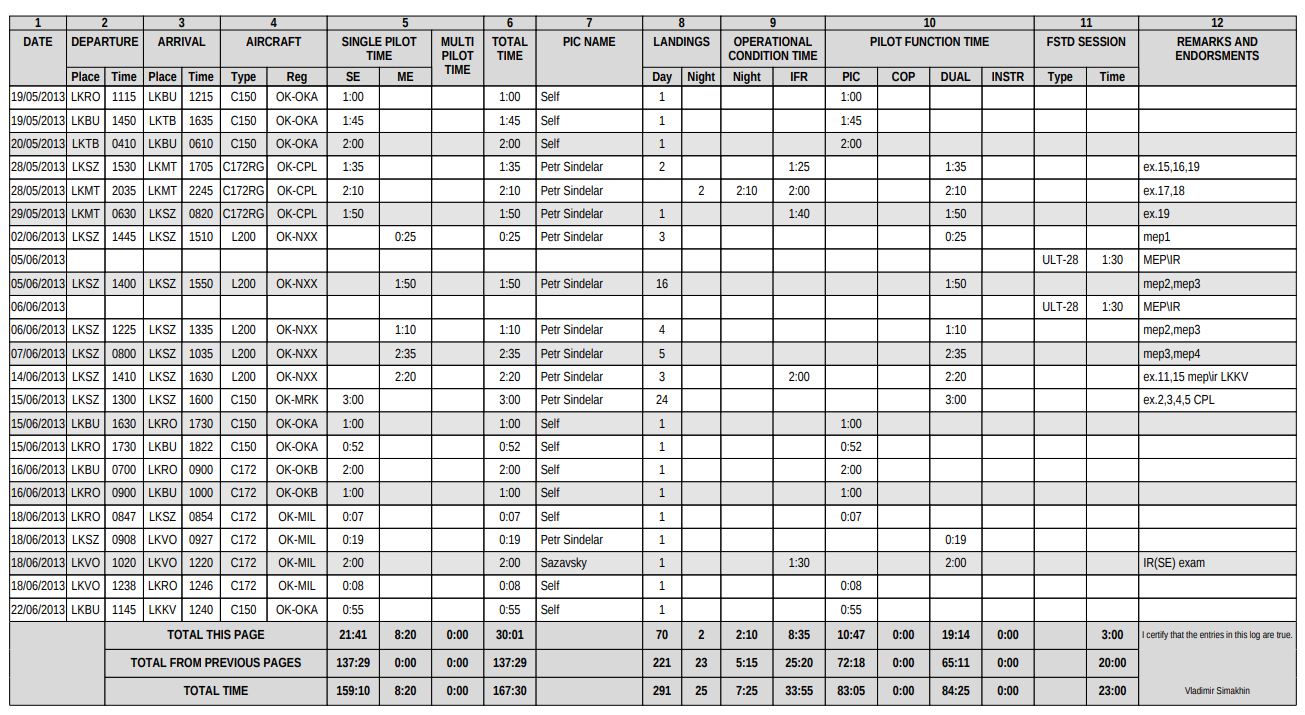 1 2 3 4 5 6 7 8 9 10 11 12
DATE DEPARTURE ARRIVAL AIRCRAFT SINGLE PILOT TIME MULTI PILOT TIME TOTAL TIME PIC NAME LANDINGS OPERATIONAL CONDITION TIME PILOT FUNCTION TIME FSTD SESSION REMARKS AND ENDORSMENTS
Place Time Place Time Type Reg SE ME Day Night Night IFR PIC COP DUAL INSTR Type Time
19/05/2013 LKRO 1115 LKBU 1215 C150 OK-OKA 1:00 1:00 Self 1 1:00
19/05/2013 LKBU 1450 LKTB 1635 C150 OK-OKA 1:45 1:45 Self 1 1:45
20/05/2013 LKTB 0410 LKBU 0610 C150 OK-OKA 2:00 2:00 Self 1 2:00
28/05/2013 LKSZ 1530 LKMT 1705 C172RG OK-CPL 1:35 1:35 Petr Sindelar 2 1:25 1:35 ex.15,16,19
28/05/2013 LKMT 2035 LKMT 2245 C172RG OK-CPL 2:10 2:10 Petr Sindelar 2 2:10 2:00 2:10 ex.17,18
29/05/2013 LKMT 0630 LKSZ 0820 C172RG OK-CPL 1:50 1:50 Petr Sindelar 1 1:40 1:50 ex.19
02/06/2013 LKSZ 1445 LKSZ 1510 L200 OK-NXX 0:25 0:25 Petr Sindelar 3 0:25 mep1
05/06/2013 ULT-28 1:30 MEP\IR
05/06/2013 LKSZ 1400 LKSZ 1550 L200 OK-NXX 1:50 1:50 Petr Sindelar 16 1:50 mep2,mep3
06/06/2013 ULT-28 1:30 MEP\IR
06/06/2013 LKSZ 1225 LKSZ 1335 L200 OK-NXX 1:10 1:10 Petr Sindelar 4 1:10 mep2,mep3
07/06/2013 LKSZ 0800 LKSZ 1035 L200 OK-NXX 2:35 2:35 Petr Sindelar 5 2:35 mep3,mep4
14/06/2013 LKSZ 1410 LKSZ 1630 L200 OK-NXX 2:20 2:20 Petr Sindelar 3 2:00 2:20 ex.11,15 mep\ir LKKV
15/06/2013 LKSZ 1300 LKSZ 1600 C150 OK-MRK 3:00 3:00 Petr Sindelar 24 3:00 ex.2,3,4,5 CPL
15/06/2013 LKBU 1630 LKRO 1730 C150 OK-OKA 1:00 1:00 Self 1 1:00
15/06/2013 LKRO 1730 LKBU 1822 C150 OK-OKA 0:52 0:52 Self 1 0:52
16/06/2013 LKBU 0700 LKRO 0900 C172 OK-OKB 2:00 2:00 Self 1 2:00
16/06/2013 LKRO 0900 LKBU 1000 C172 OK-OKB 1:00 1:00 Self 1 1:00
18/06/2013 LKRO 0847 LKSZ 0854 C172 OK-MIL 0:07 0:07 Self 1 0:07
18/06/2013 LKSZ 0908 LKVO 0927 C172 OK-MIL 0:19 0:19 Petr Sindelar 1 0:19
18/06/2013 LKVO 1020 LKVO 1220 C172 OK-MIL 2:00 2:00 Sazavsky 1 1:30 2:00 IR(SE) exam
18/06/2013 LKVO 1238 LKRO 1246 C172 OK-MIL 0:08 0:08 Self 1 0:08
22/06/2013 LKBU 1145 LKKV 1240 C150 OK-OKA 0:55 0:55 Self 1 0:55
TOTAL THIS PAGE 21:41 8:20 0:00 30:01 70 2 2:10 8:35 10:47 0:00 19:14 0:00 3:00 I certify that the entries in this log are true.
TOTAL FROM PREVIOUS PAGES 137:29 0:00 0:00 137:29 221 23 5:15 25:20 72:18 0:00 65:11 0:00 20:00
TOTAL TIME 159:10 8:20 0:00 167:30 291 25 7:25 33:55 83:05 0:00 84:25 0:00 23:00 Vladimir Simakhin